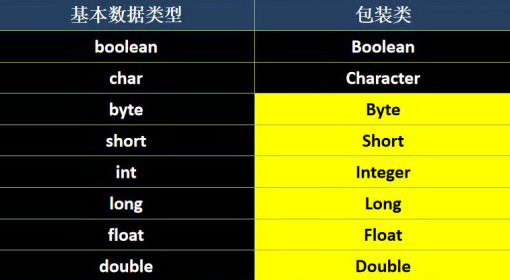 基本数据类型 包装类
boolean Boolean
char Character
byte Byte
short Short
int Integer
long Long
float Float
double Double